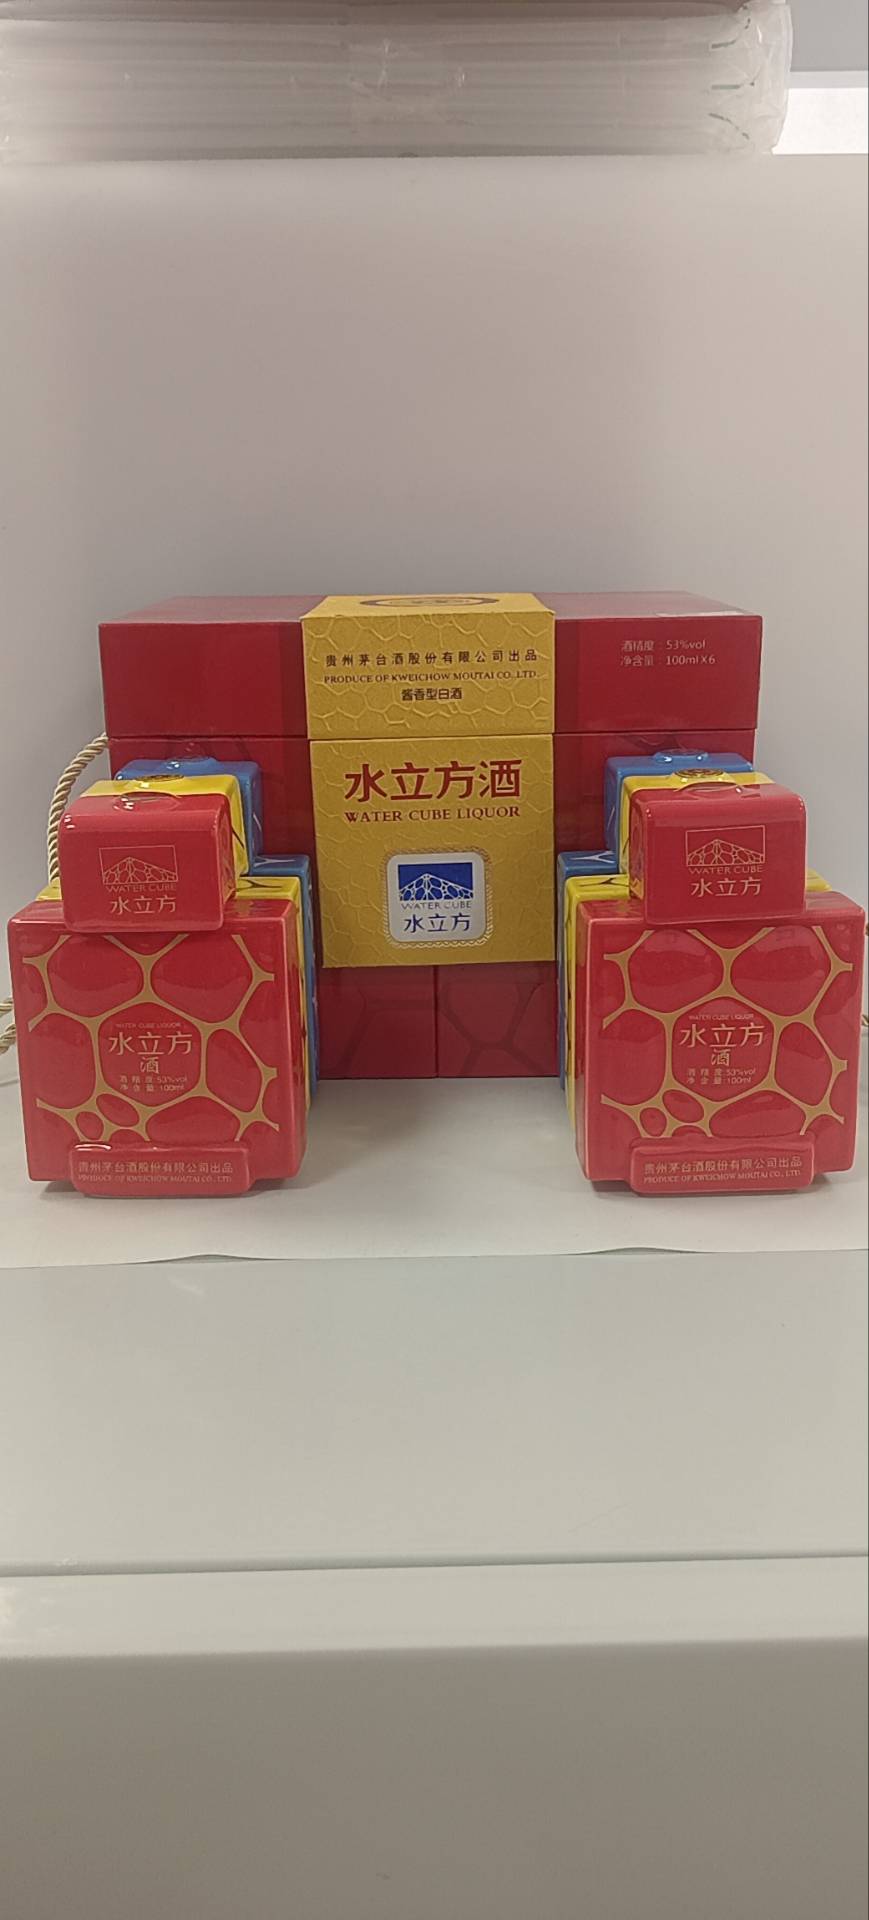 贵州茅台酒股份有限公司出品
PRODUCE OF KWEICHOW MOUTAI CO., LTD.
酱香型白酒
酒精度：53%vol
净含量：100ml×6
水立方酒
WATER CUBE LIQUOR
WATER CUBE
水立方
WATER CUBE
水立方
WATER CUBE LIQUOR
水立方
酒
酒精度:53%vol
净含量:100ml
贵州茅台酒股份有限公司出品
PRODUCE OF KWEICHOW MOUTAI CO., LTD.
WATER CUBE
水立方
WATER CUBE LIQUOR
水立方
酒
酒精度:53%vol
净含量:100ml
贵州茅台酒股份有限公司出品
PRODUCE OF KWEICHOW MOUTAI CO., LTD.